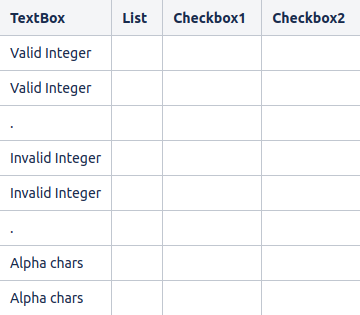 TextBox List Checkbox1 Checkbox2
Valid Integer
Valid Integer
.
Invalid Integer
Invalid Integer
.
Alpha chars
Alpha chars